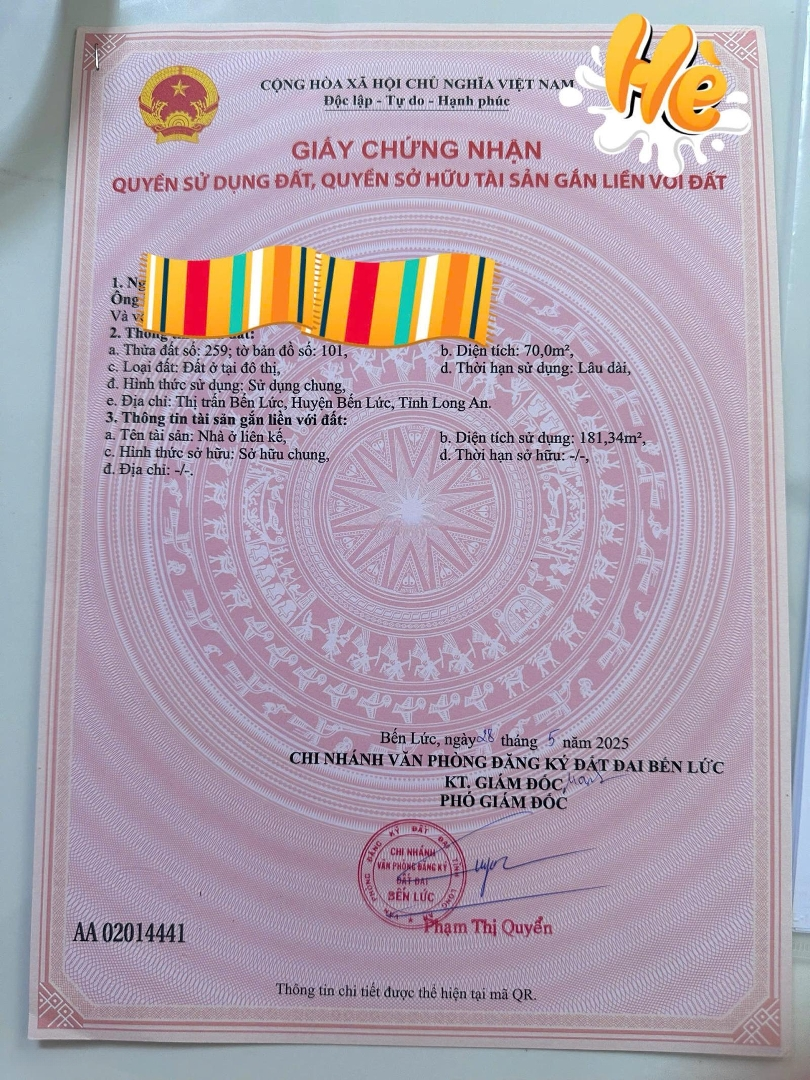 CỘNG HÒA XÃ HỘI CHỦ NGHĨA VIỆT NAM
Độc lập - Tự do - Hạnh phúc
Hè
GIẤY CHỨNG NHẬN
QUYỀN SỬ DỤNG ĐẤT, QUYỀN SỞ HỮU TÀI SẢN GẮN LIỀN VỚI ĐẤT
1.
Ông
Và
2.
a. Thửa đất số: 259; tờ bản đồ số: 101, b. Diện tích: 70,0m²,
c. Loại đất: Đất ở tại đô thị, d. Thời hạn sử dụng: Lâu dài,
đ. Hình thức sử dụng: Sử dụng chung,
e. Địa chỉ: Thị trấn Bến Lức, Huyện Bến Lức, Tỉnh Long An.
3. Thông tin tài sản gắn liền với đất:
a. Tên tài sản: Nhà ở liên kế, b. Diện tích sử dụng: 181,34m²,
c. Hình thức sở hữu: Sở hữu chung, d. Thời hạn sở hữu: -/-,
đ. Địa chỉ: -/-.
Bến Lức, ngày 28 tháng 5 năm 2025
CHI NHÁNH VĂN PHÒNG ĐĂNG KÝ ĐẤT ĐAI BẾN LỨC
KT. GIÁM ĐỐC
PHÓ GIÁM ĐỐC
CHI NHÁNH
VĂN PHÒNG ĐĂNG KÝ
ĐẤT ĐAI
BẾN LỨC
Phạm Thị Quyển
AA 02014441
Thông tin chi tiết được thể hiện tại mã QR.